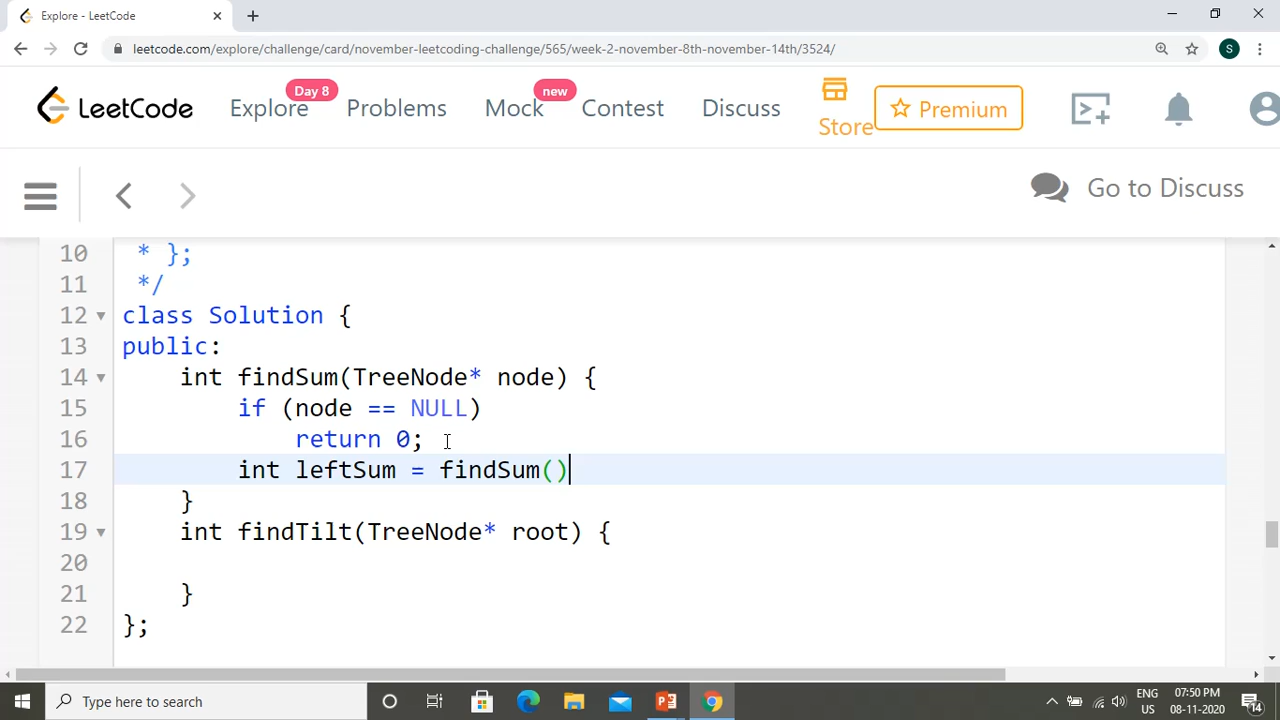 Explore - LeetCode
leetcode.com/explore/challenge/card/november-leetcoding-challenge/565/week-2-november-8th-november-14th/3524/
S
LeetCode
Explore
Day 8
Problems
Mock
new
Contest
Discuss
Store
Premium
Go to Discuss
10 * };
11 */
12 class Solution {
13 public:
14 int findSum(TreeNode* node) {
15 if (node == NULL)
16 return 0;
17 int leftSum = findSum()
18 }
19 int findTilt(TreeNode* root) {
20
21 }
22 };
Type here to search
ENG
US
07:50 PM
08-11-2020
14